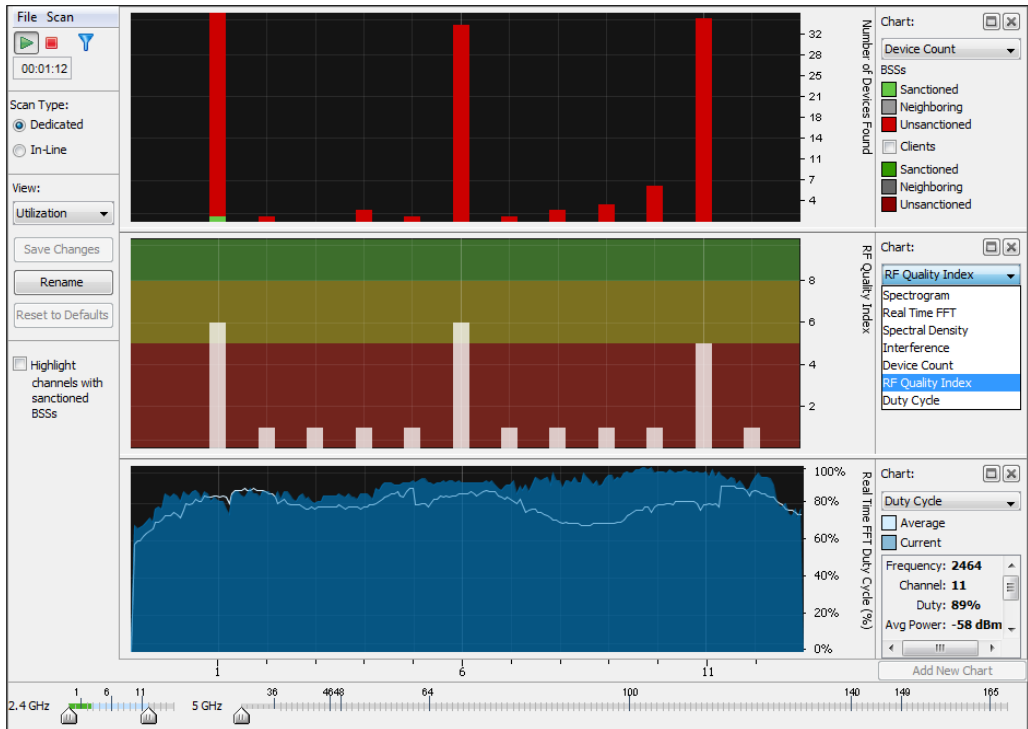 File Scan
00:01:12
Scan Type:
Dedicated
In-Line
View:
Utilization
Save Changes
Rename
Reset to Defaults
Highlight
channels with
sanctioned
BSSs
32
28
25
21
18
14
11
7
4
Number of Devices Found
Chart:
Device Count
BSSs
Sanctioned
Neighboring
Unsanctioned
Clients
Sanctioned
Neighboring
Unsanctioned
8
6
4
2
RF Quality Index
Chart:
RF Quality Index
Spectrogram
Real Time FFT
Spectral Density
Interference
Device Count
RF Quality Index
Duty Cycle
100%
80%
60%
40%
20%
0%
Real Time FFT Duty Cycle (%)
Chart:
Duty Cycle
Average
Current
Frequency: 2464
Channel: 11
Duty: 89%
Avg Power: -58 dBm
1 6 11
Add New Chart
2.4 GHz 1 6 11
5 GHz 36 46 48 64 100 140 149 165